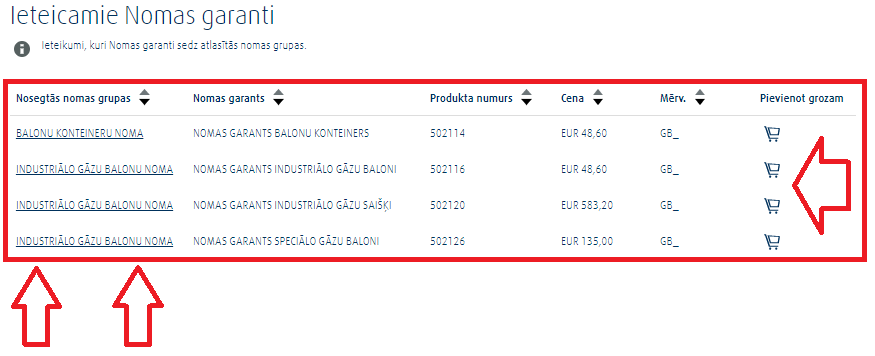 Ieteicamie Nomas garanti
Ieteikumi, kuri Nomas garanti sedz atlasītās nomas grupas.
Nosegtās nomas grupas Nomas garants Produkta numurs Cena Mērv. Pievienot grozam
BALONU KONTEINERU NOMA NOMAS GARANTS BALONU KONTEINERS 502114 EUR 48,60 GB_
INDUSTRIĀLO GĀZU BALONU NOMA NOMAS GARANTS INDUSTRIĀLO GĀZU BALONI 502116 EUR 48,60 GB_
INDUSTRIĀLO GĀZU BALONU NOMA NOMAS GARANTS INDUSTRIĀLO GĀZU SAIŠĶI 502120 EUR 583,20 GB_
INDUSTRIĀLO GĀZU BALONU NOMA NOMAS GARANTS SPECIĀLO GĀZU BALONI 502126 EUR 135,00 GB_